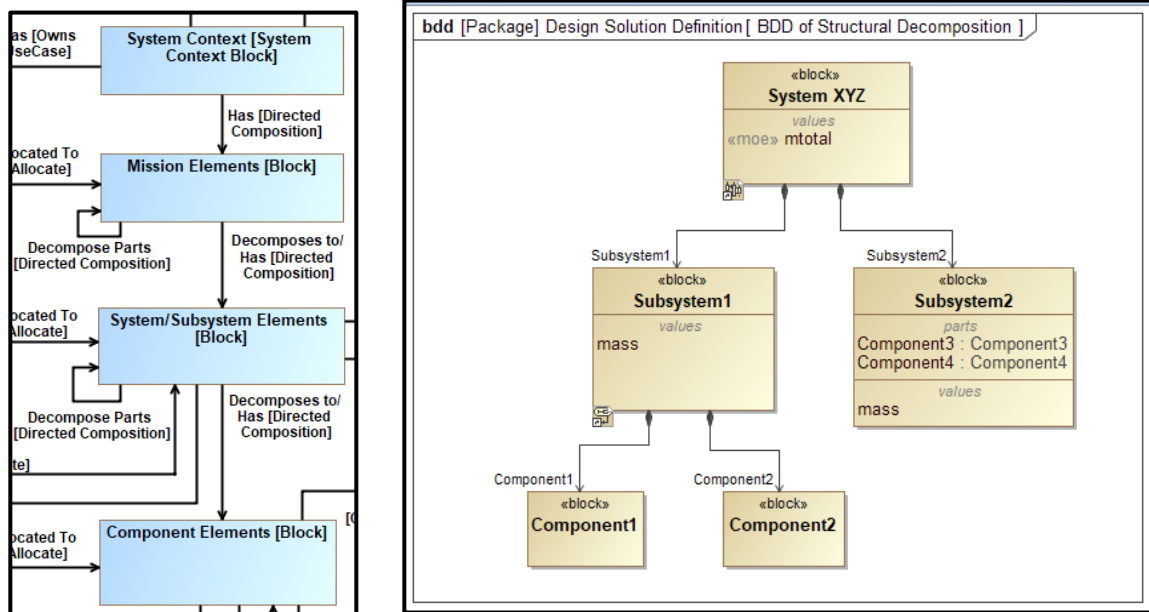 as [Owns
UseCase]
System Context [System
Context Block]
Has [Directed
Composition]
ocated To
Allocate]
Mission Elements [Block]
Decompose Parts
[Directed Composition]
Decomposes to/
Has [Directed
Composition]
ocated To
Allocate]
System/Subsystem Elements
[Block]
Decompose Parts
[Directed Composition]
Decomposes to/
Has [Directed
Composition]
te]
ocated To
Allocate]
Component Elements [Block]
bdd [Package] Design Solution Definition [ BDD of Structural Decomposition ]
«block»
System XYZ
values
«moe» mtotal
Subsystem1
Subsystem2
«block»
Subsystem1
values
mass
«block»
Subsystem2
parts
Component3 : Component3
Component4 : Component4
values
mass
Component1
Component2
«block»
Component1
«block»
Component2